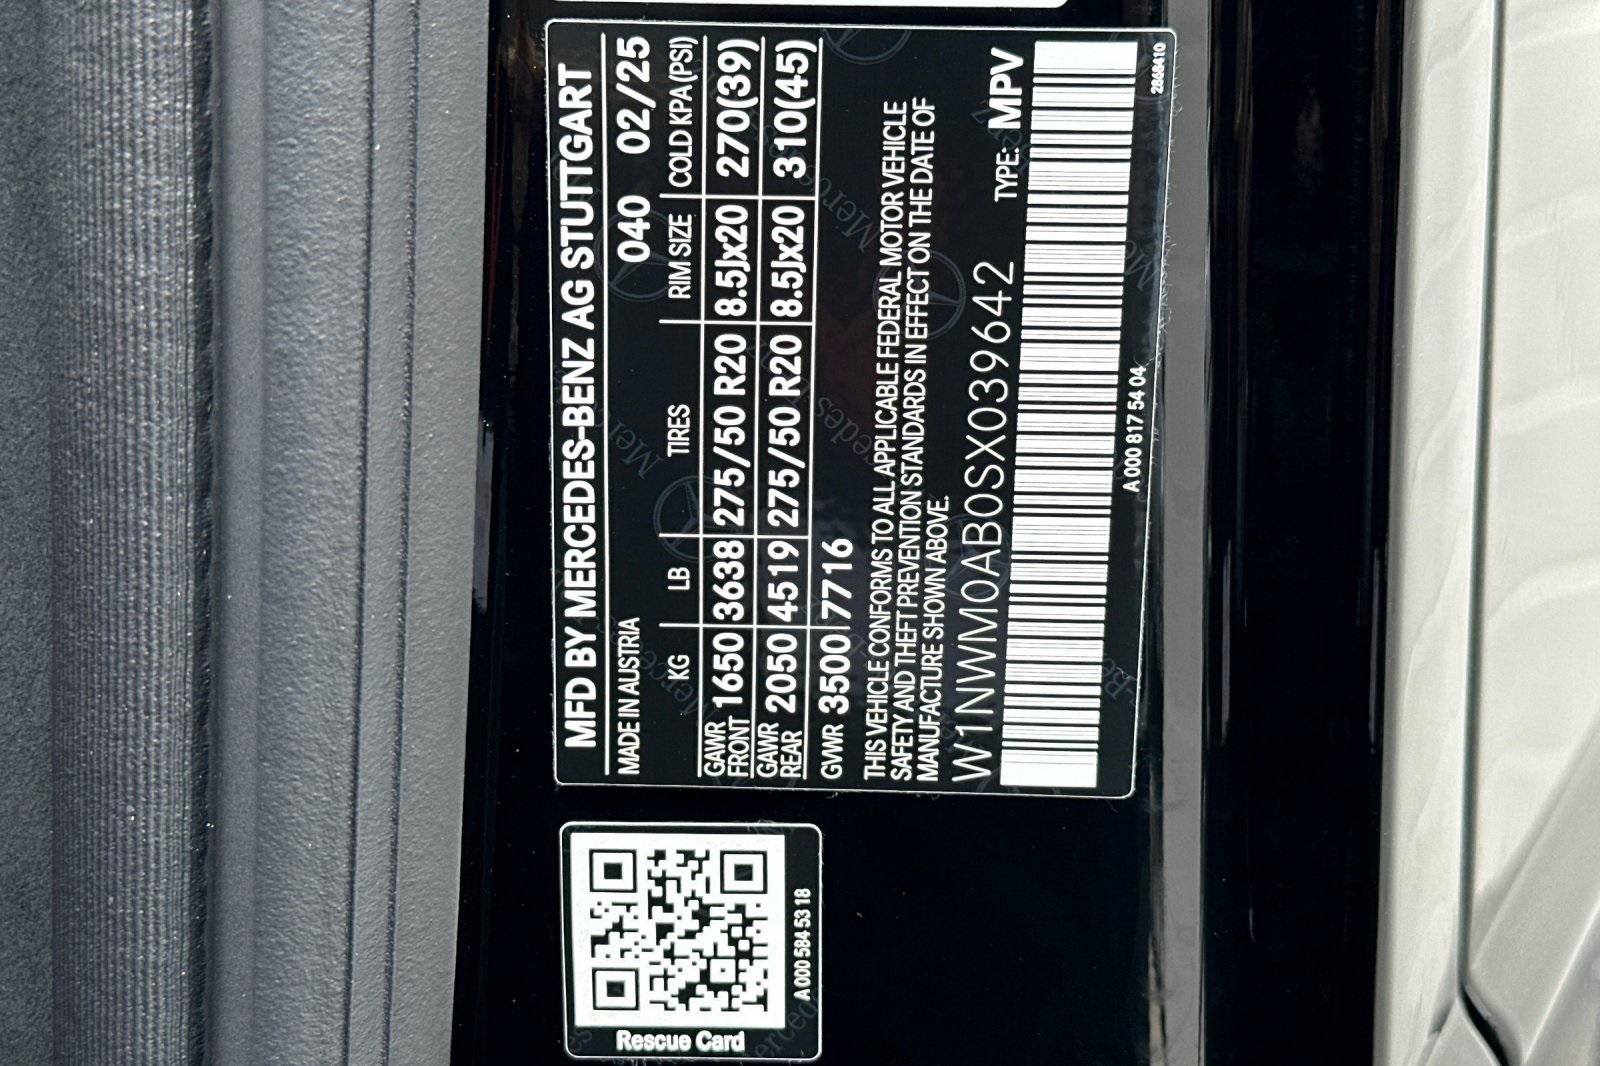 MFD BY MERCEDES-BENZ AG STUTTGART
MADE IN AUSTRIA 040 02/25
KG LB TIRES RIM SIZE COLD KPA (PSI)
GAWR FRONT 1650 3638 275/50 R20 8.5Jx20 270(39)
GAWR REAR 2050 4519 275/50 R20 8.5Jx20 310(45)
GVWR 3500 7716
THIS VEHICLE CONFORMS TO ALL APPLICABLE FEDERAL MOTOR VEHICLE
SAFETY AND THEFT PREVENTION STANDARDS IN EFFECT ON THE DATE OF
MANUFACTURE SHOWN ABOVE.
W1NWM0AB0SX039642 TYPE: MPV
A 000 817 54 04
2868410
Rescue Card
A 000 584 53 18